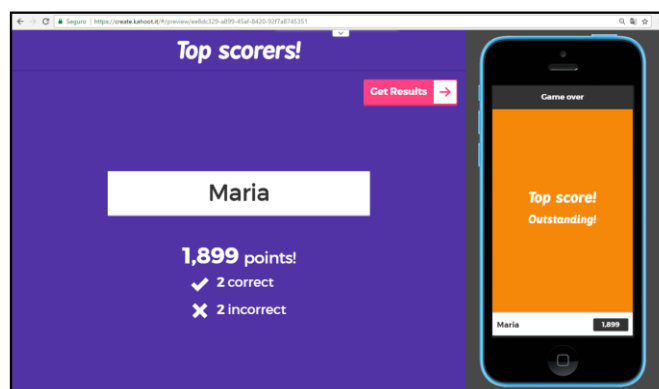 Seguro | https://create.kahoot.it/#/preview/ee8dc329-a899-45af-8420-92f7a8745351
Top scorers!
Get Results
Maria
1,899 points!
2 correct
2 incorrect
Game over
Top score!
Outstanding!
Maria 1,899